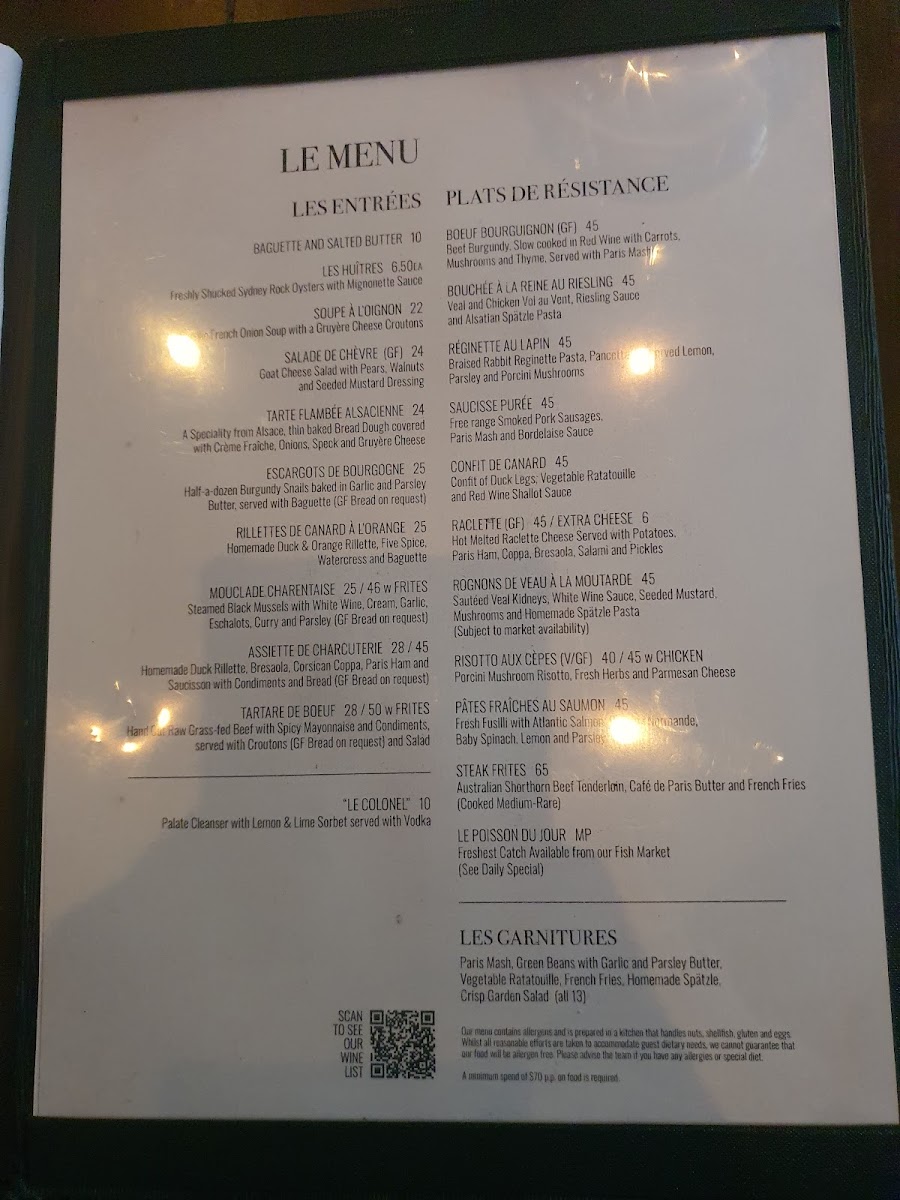 LE MENU
LES ENTRÉES
BAGUETTE AND SALTED BUTTER 10
LES HUÎTRES 6.50EA
Freshly Shucked Sydney Rock Oysters with Mignonette Sauce
SOUPE À L'OIGNON 22
French Onion Soup with a Gruyère Cheese Croutons
SALADE DE CHÈVRE (GF) 24
Goat Cheese Salad with Pears, Walnuts
and Seeded Mustard Dressing
TARTE FLAMBÉE ALSACIENNE 24
A Speciality from Alsace, thin baked Bread Dough covered
with Crème Fraîche, Onions, Speck and Gruyère Cheese
ESCARGOTS DE BOURGOGNE 25
Half-a-dozen Burgundy Snails baked in Garlic and Parsley
Butter, served with Baguette (GF Bread on request)
RILLETTES DE CANARD À L'ORANGE 25
Homemade Duck & Orange Rillette, Five Spice,
Watercress and Baguette
MOUCLADE CHARENTAISE 25 / 46 w FRITES
Steamed Black Mussels with White Wine, Cream, Garlic,
Eschalots, Curry and Parsley (GF Bread on request)
ASSIETTE DE CHARCUTERIE 28 / 45
Homemade Duck Rillette, Bresaola, Corsican Coppa, Paris Ham and
Saucisson with Condiments and Bread (GF Bread on request)
TARTARE DE BOEUF 28 / 50 w FRITES
Hand Cut Raw Grass-fed Beef with Spicy Mayonnaise and Condiments,
served with Croutons (GF Bread on request) and Salad
"LE COLONEL" 10
Palate Cleanser with Lemon & Lime Sorbet served with Vodka
SCAN
TO SEE
OUR
WINE
LIST
PLATS DE RÉSISTANCE
BOEUF BOURGUIGNON (GF) 45
Beef Burgundy, Slow cooked in Red Wine with Carrots,
Mushrooms and Thyme, Served with Paris Mash
BOUCHÉE À LA REINE AU RIESLING 45
Veal and Chicken Vol au Vent, Riesling Sauce
and Alsatian Spätzle Pasta
RÉGINETTE AU LAPIN 45
Braised Rabbit Reginette Pasta, Lemon,
Parsley and Porcini Mushrooms
SAUCISSE PURÉE 45
Free range Smoked Pork Sausages,
Paris Mash and Bordelaise Sauce
CONFIT DE CANARD 45
Confit of Duck Legs, Vegetable Ratatouille
and Red Wine Shallot Sauce
RACLETTE (GF) 45 / EXTRA CHEESE 6
Hot Melted Raclette Cheese Served with Potatoes,
Paris Ham, Coppa, Bresaola, Salami and Pickles
ROGNONS DE VEAU À LA MOUTARDE 45
Sautéed Veal Kidneys, White Wine Sauce, Seeded Mustard,
Mushrooms and Homemade Spätzle Pasta
(Subject to market availability)
RISOTTO AUX CÈPES (V/GF) 40 / 45 w CHICKEN
Porcini Mushroom Risotto, Fresh Herbs and Parmesan Cheese
PÂTES FRAÎCHES AU SAUMON 45
Fresh Fusilli with Atlantic Salmon, Normande,
Baby Spinach, Lemon and Parsley
STEAK FRITES 65
Australian Shorthorn Beef Tenderloin, Café de Paris Butter and French Fries
(Cooked Medium-Rare)
LE POISSON DU JOUR MP
Freshest Catch Available from our Fish Market
(See Daily Special)
LES GARNITURES
Paris Mash, Green Beans with Garlic and Parsley Butter,
Vegetable Ratatouille, French Fries, Homemade Spätzle,
Crisp Garden Salad (all 13)
Our menu contains allergens and is prepared in a kitchen that handles nuts, shellfish, gluten and eggs.
Whilst all reasonable efforts are taken to accommodate guest dietary needs, we cannot guarantee that
our food will be allergen free. Please advise the team if you have any allergies or special diet.
A minimum spend of $70 p.p. on food is required.